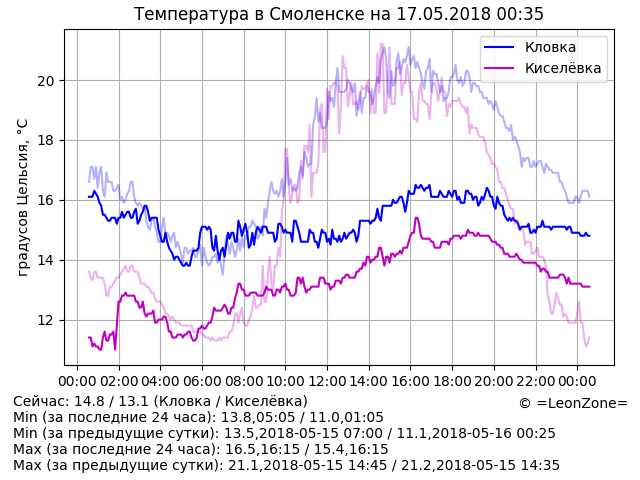 Температура в Смоленске на 17.05.2018 00:35
Кловка
Киселёвка
градусов Цельсия, °C
20
18
16
14
12
00:00 02:00 04:00 06:00 08:00 10:00 12:00 14:00 16:00 18:00 20:00 22:00 00:00
Сейчас: 14.8 / 13.1 (Кловка / Киселёвка)
© =LeonZone=
Min (за последние 24 часа): 13.8,05:05 / 11.0,01:05
Min (за предыдущие сутки): 13.5,2018-05-15 07:00 / 11.1,2018-05-16 00:25
Max (за последние 24 часа): 16.5,16:15 / 15.4,16:15
Max (за предыдущие сутки): 21.1,2018-05-15 14:45 / 21.2,2018-05-15 14:35